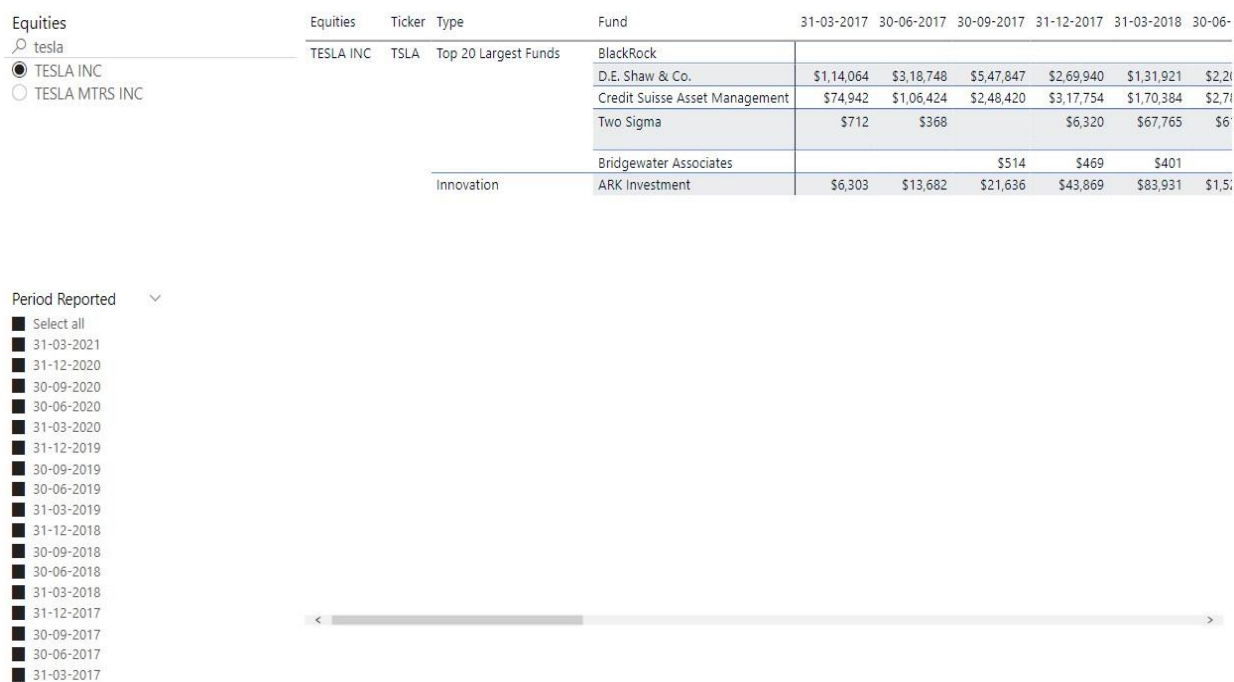 Equities
tesla
TESLA INC
TESLA MTRS INC
Equities Ticker Type Fund 31-03-2017 30-06-2017 30-09-2017 31-12-2017 31-03-2018 30-06-
TESLA INC TSLA Top 20 Largest Funds BlackRock
D.E. Shaw & Co. $1,14,064 $3,18,748 $5,47,847 $2,69,940 $1,31,921
Credit Suisse Asset Management $74,942 $1,06,424 $2,48,420 $3,17,754 $1,70,384
Two Sigma $712 $368 $6,320 $67,765
Bridgewater Associates $514 $469 $401
Innovation ARK Investment $6,303 $13,682 $21,636 $43,869 $83,931
Period Reported
Select all
31-03-2021
31-12-2020
30-09-2020
30-06-2020
31-03-2020
31-12-2019
30-09-2019
30-06-2019
31-03-2019
31-12-2018
30-09-2018
30-06-2018
31-03-2018
31-12-2017
30-09-2017
30-06-2017
31-03-2017